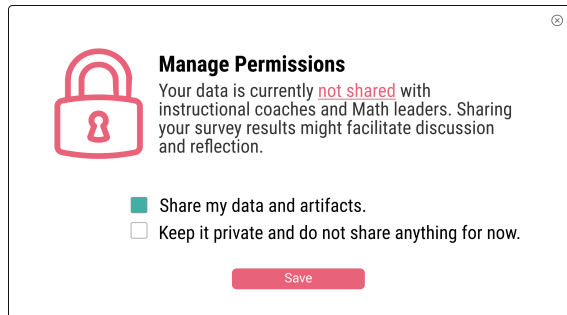 Manage Permissions
Your data is currently not shared with
instructional coaches and Math leaders. Sharing
your survey results might facilitate discussion
and reflection.
Share my data and artifacts.
Keep it private and do not share anything for now.
Save